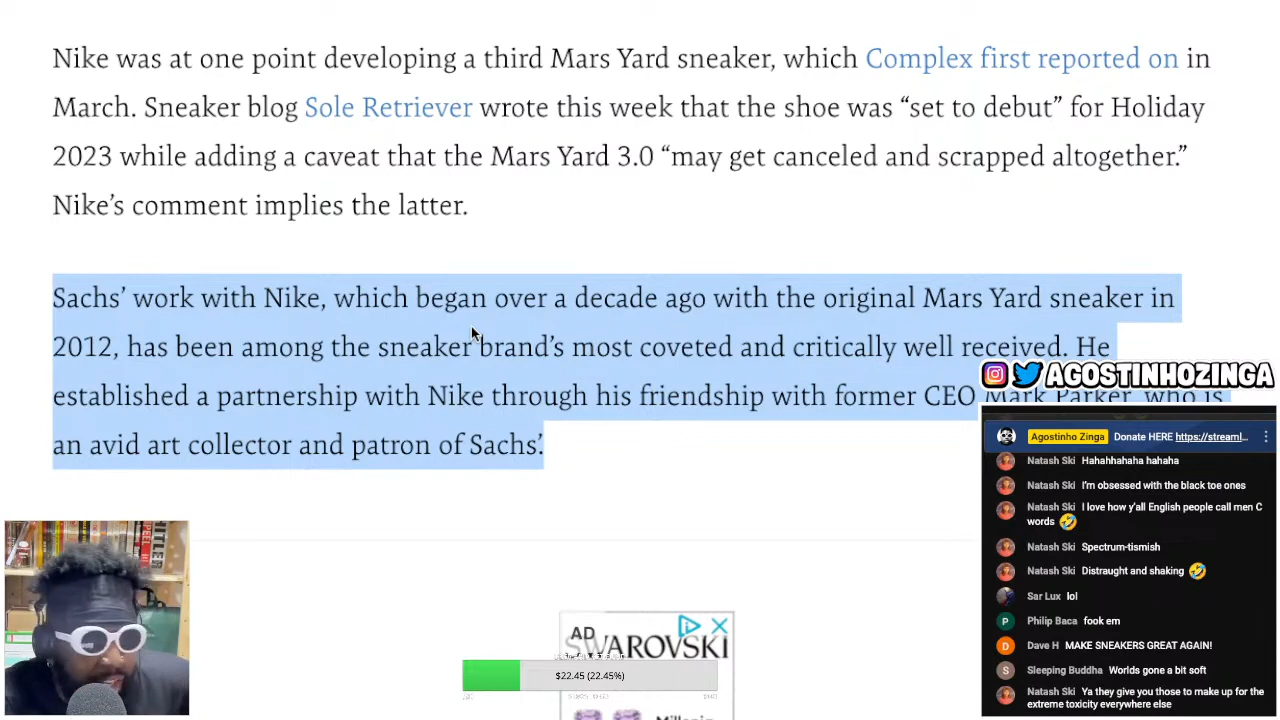 Nike was at one point developing a third Mars Yard sneaker, which Complex first reported on in
March. Sneaker blog Sole Retriever wrote this week that the shoe was “set to debut” for Holiday
2023 while adding a caveat that the Mars Yard 3.0 “may get canceled and scrapped altogether.”
Nike’s comment implies the latter.
Sachs’ work with Nike, which began over a decade ago with the original Mars Yard sneaker in
2012, has been among the sneaker brand’s most coveted and critically well received. He
established a partnership with Nike through his friendship with former CEO Mark Parker, who is
an avid art collector and patron of Sachs’.
AGOSTINHOZINGA
Agostinho Zinga Donate HERE https://streaml...
Natash Ski Hahahhahaha hahaha
Natash Ski I’m obsessed with the black toe ones
Natash Ski I love how y’all English people call men C
words 🤣
Natash Ski Spectrum-tismish
Natash Ski Distraught and shaking 🤣
Sar Lux lol
P Philip Baca fook em
D Dave H MAKE SNEAKERS GREAT AGAIN!
S Sleeping Buddha Worlds gone a bit soft
Natash Ski Ya they give you those to make up for the
extreme toxicity everywhere else
AD
SWAROVSKI
$22.45 (22.45%)
Millenia